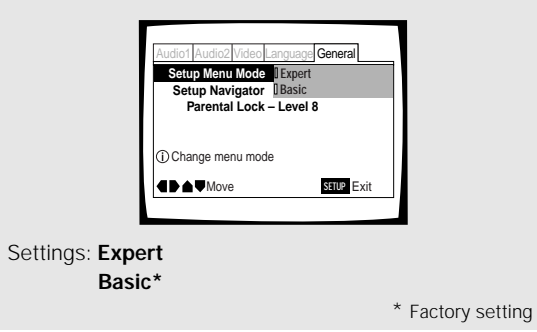 Audio1 Audio2 Video Language General
Setup Menu Mode Expert
Setup Navigator Basic
Parental Lock – Level 8
i Change menu mode
Move SETUP Exit
Settings: Expert
Basic*
* Factory setting